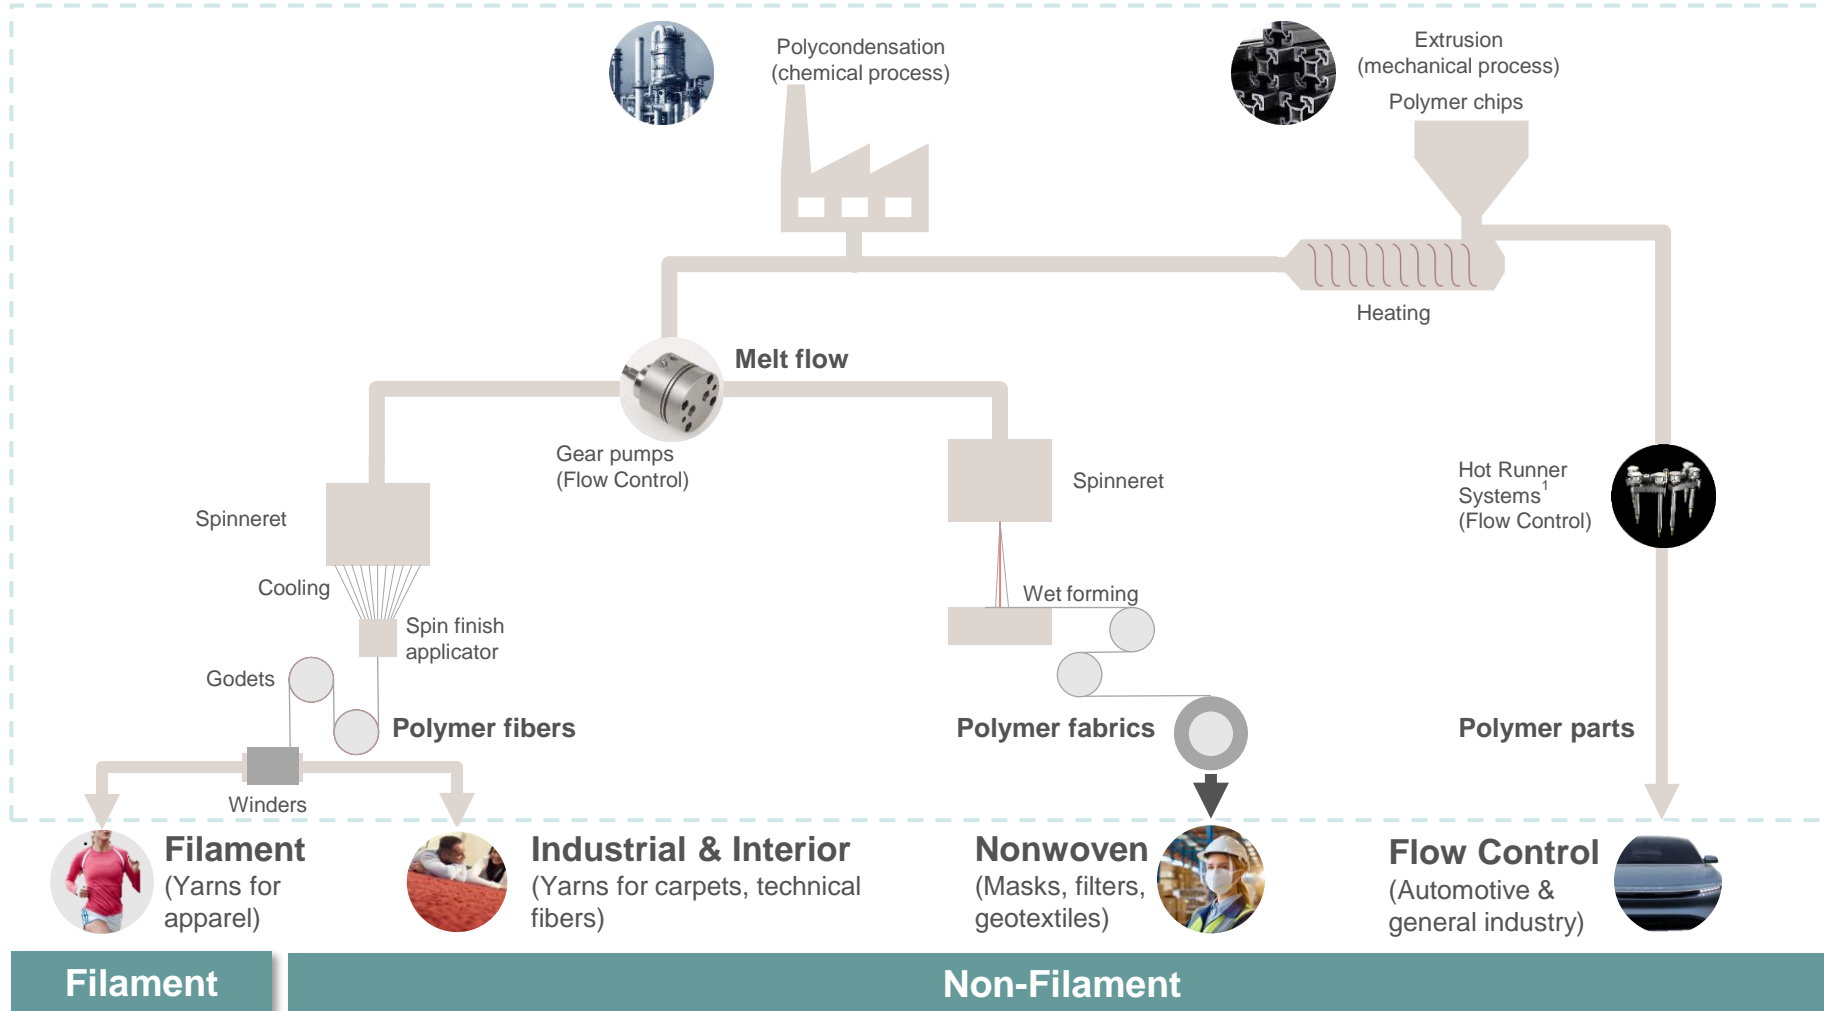 Polycondensation
(chemical process)
Extrusion
(mechanical process)
Polymer chips
Heating
Melt flow
Gear pumps
(Flow Control)
Spinneret
Cooling
Spin finish
applicator
Godets
Polymer fibers
Winders
Spinneret
Wet forming
Polymer fabrics
Hot Runner
Systems1
(Flow Control)
Polymer parts
Filament
(Yarns for
apparel)
Industrial & Interior
(Yarns for carpets, technical
fibers)
Nonwoven
(Masks, filters,
geotextiles)
Flow Control
(Automotive &
general industry)
Filament
Non-Filament